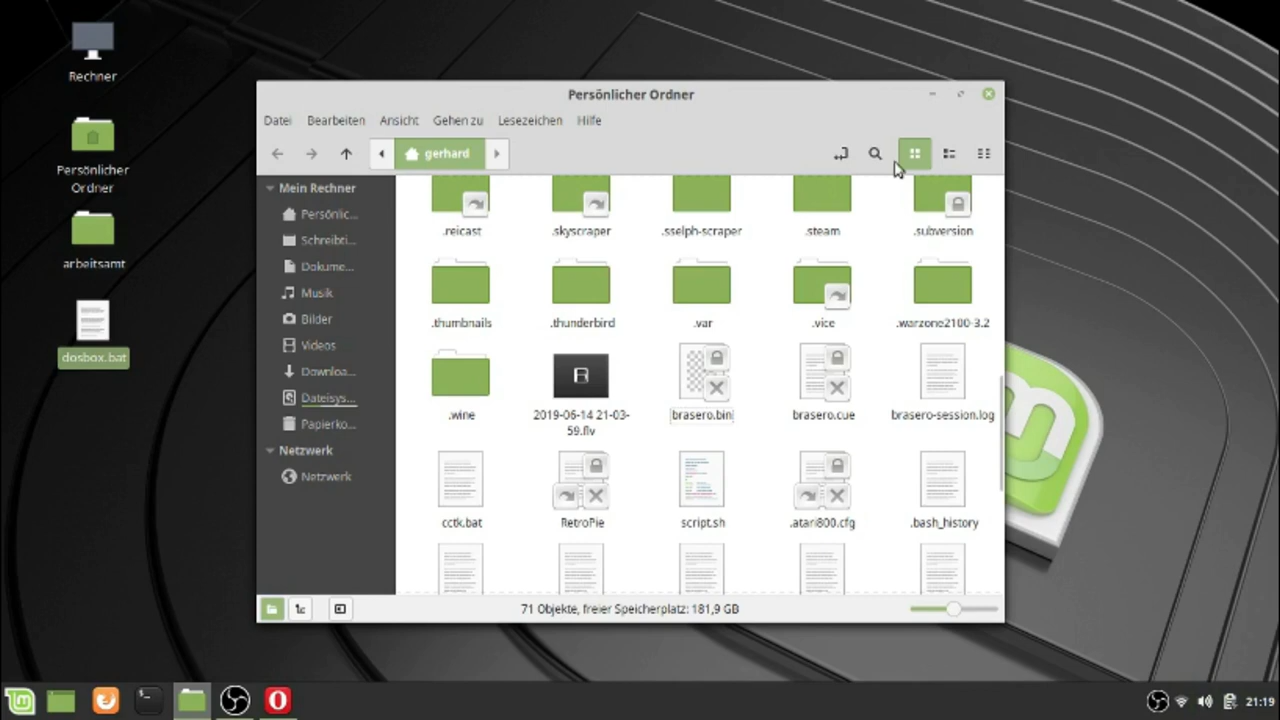 Rechner
Persönlicher
Ordner
arbeitsamt
dosbox.bat
Persönlicher Ordner
Datei Bearbeiten Ansicht Gehen zu Lesezeichen Hilfe
gerhard
Mein Rechner
Persönlic...
Schreibti...
Dokume...
Musik
Bilder
Videos
Downloa...
Dateisys...
Papierko...
Netzwerk
Netzwerk
.reicast .skyscraper .sselph-scraper .steam .subversion
.thumbnails .thunderbird .var .vice .warzone2100-3.2
.wine 2019-06-14 21-03- brasero.bin brasero.cue brasero-session.log
59.flv
cctk.bat RetroPie script.sh .atari800.cfg .bash_history
71 Objekte, freier Speicherplatz: 181,9 GB
21:19